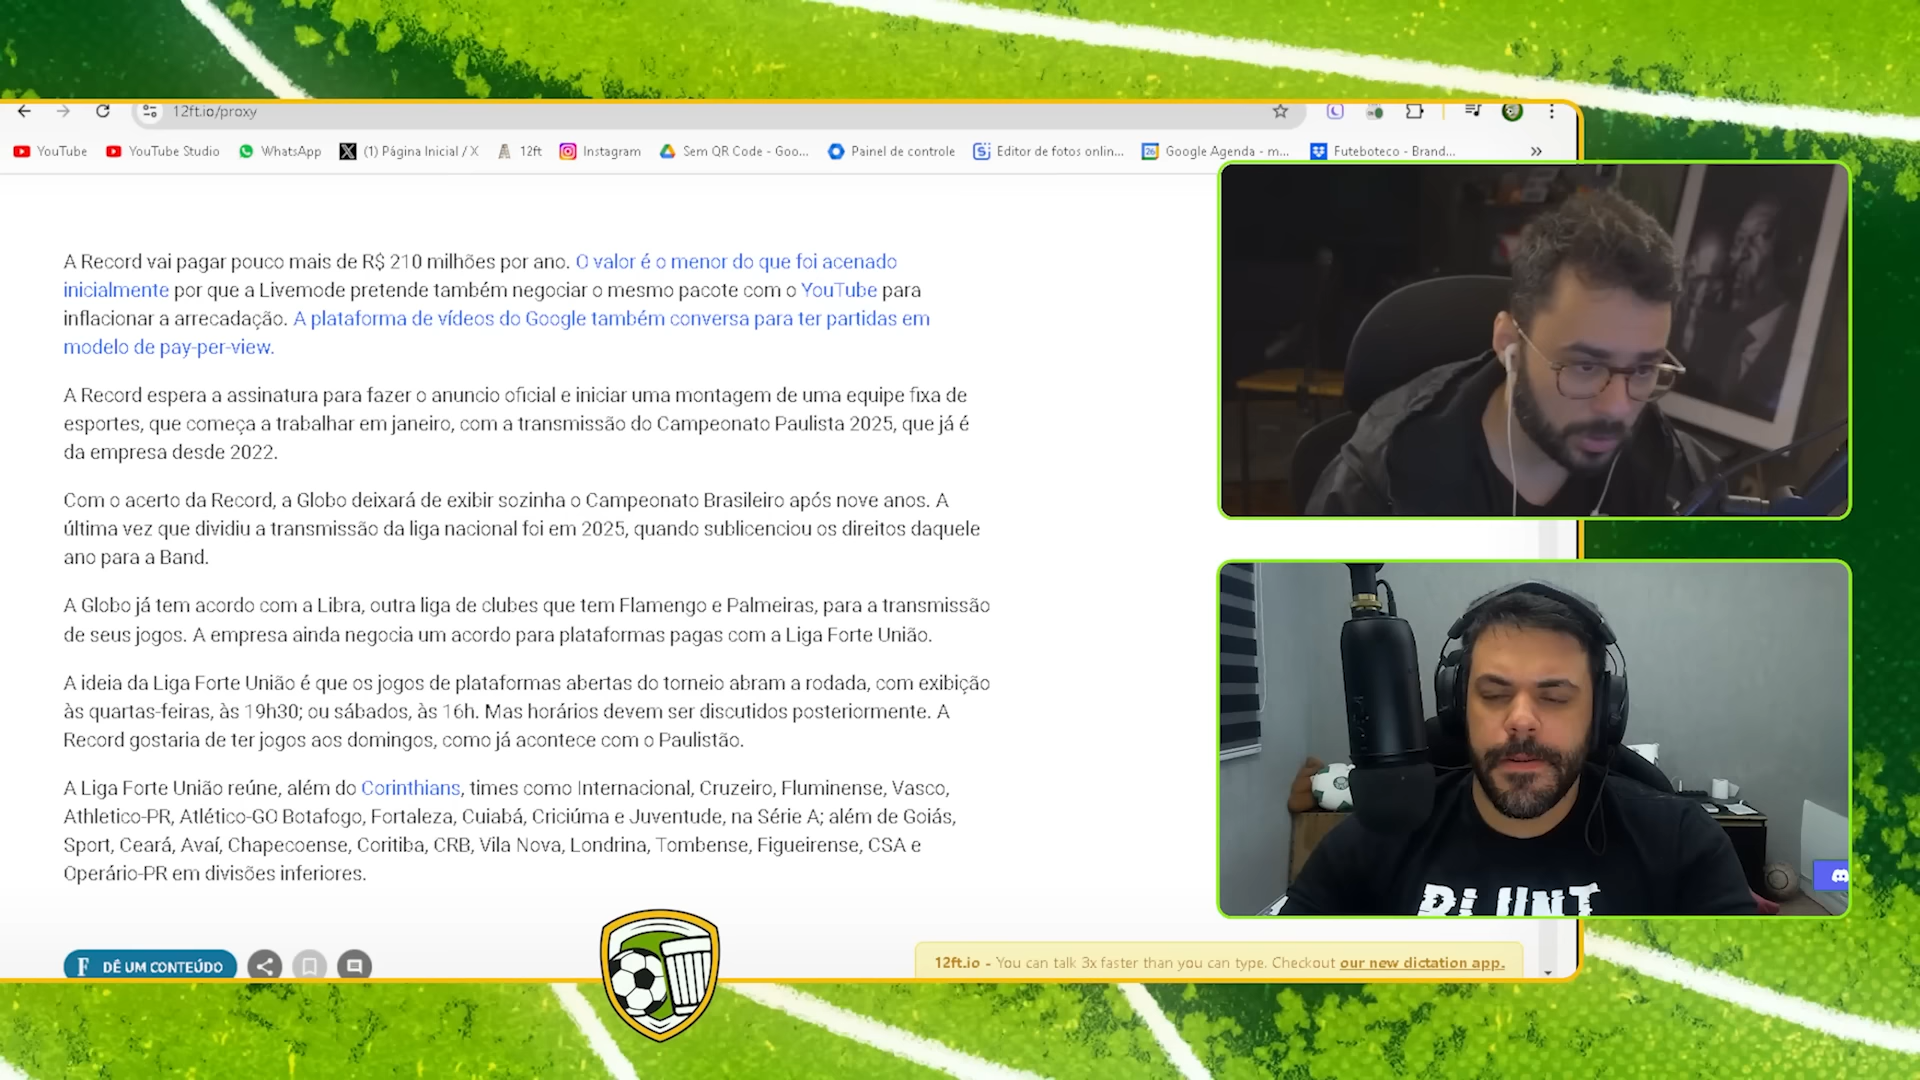 12ft.io/proxy
YouTube
YouTube Studio
WhatsApp
(1) Página Inicial / X
12ft
Instagram
Sem QR Code - Goo...
Painel de controle
Editor de fotos onlin...
Google Agenda - m...
Futeboteco - Brand...
A Record vai pagar pouco mais de R$ 210 milhões por ano. O valor é o menor do que foi acenado
inicialmente por que a Livemode pretende também negociar o mesmo pacote com o YouTube para
inflacionar a arrecadação. A plataforma de vídeos do Google também conversa para ter partidas em
modelo de pay-per-view.
A Record espera a assinatura para fazer o anuncio oficial e iniciar uma montagem de uma equipe fixa de
esportes, que começa a trabalhar em janeiro, com a transmissão do Campeonato Paulista 2025, que já é
da empresa desde 2022.
Com o acerto da Record, a Globo deixará de exibir sozinha o Campeonato Brasileiro após nove anos. A
última vez que dividiu a transmissão da liga nacional foi em 2025, quando sublicenciou os direitos daquele
ano para a Band.
A Globo já tem acordo com a Libra, outra liga de clubes que tem Flamengo e Palmeiras, para a transmissão
de seus jogos. A empresa ainda negocia um acordo para plataformas pagas com a Liga Forte União.
A ideia da Liga Forte União é que os jogos de plataformas abertas do torneio abram a rodada, com exibição
às quartas-feiras, às 19h30; ou sábados, às 16h. Mas horários devem ser discutidos posteriormente. A
Record gostaria de ter jogos aos domingos, como já acontece com o Paulistão.
A Liga Forte União reúne, além do Corinthians, times como Internacional, Cruzeiro, Fluminense, Vasco,
Athletico-PR, Atlético-GO Botafogo, Fortaleza, Cuiabá, Criciúma e Juventude, na Série A; além de Goiás,
Sport, Ceará, Avaí, Chapecoense, Coritiba, CRB, Vila Nova, Londrina, Tombense, Figueirense, CSA e
Operário-PR em divisões inferiores.
F DÊ UM CONTEÚDO
12ft.io - You can talk 3x faster than you can type. Checkout our new dictation app.
BLUNT